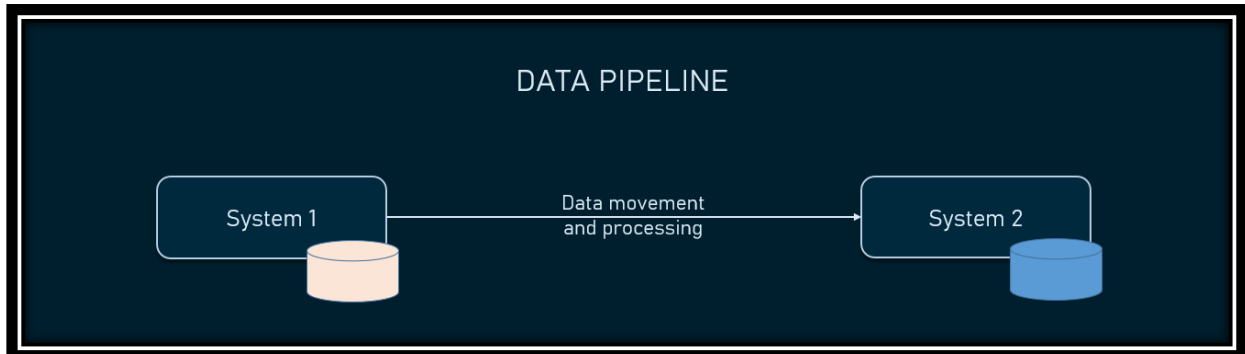 DATA PIPELINE
System 1
Data movement
and processing
System 2